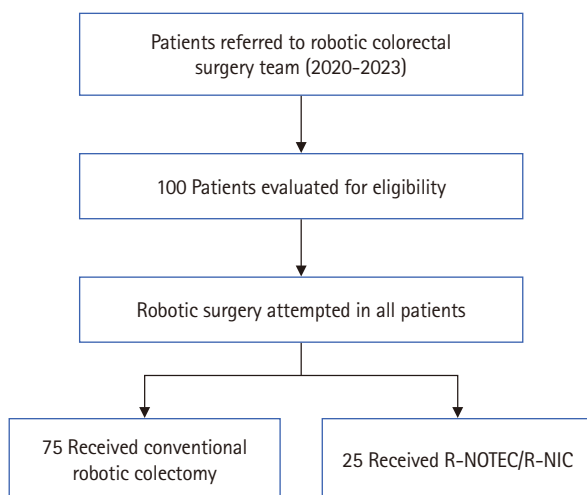 Patients referred to robotic colorectal
surgery team (2020-2023)
100 Patients evaluated for eligibility
Robotic surgery attempted in all patients
75 Received conventional
robotic colectomy
25 Received R-NOTEC/R-NIC